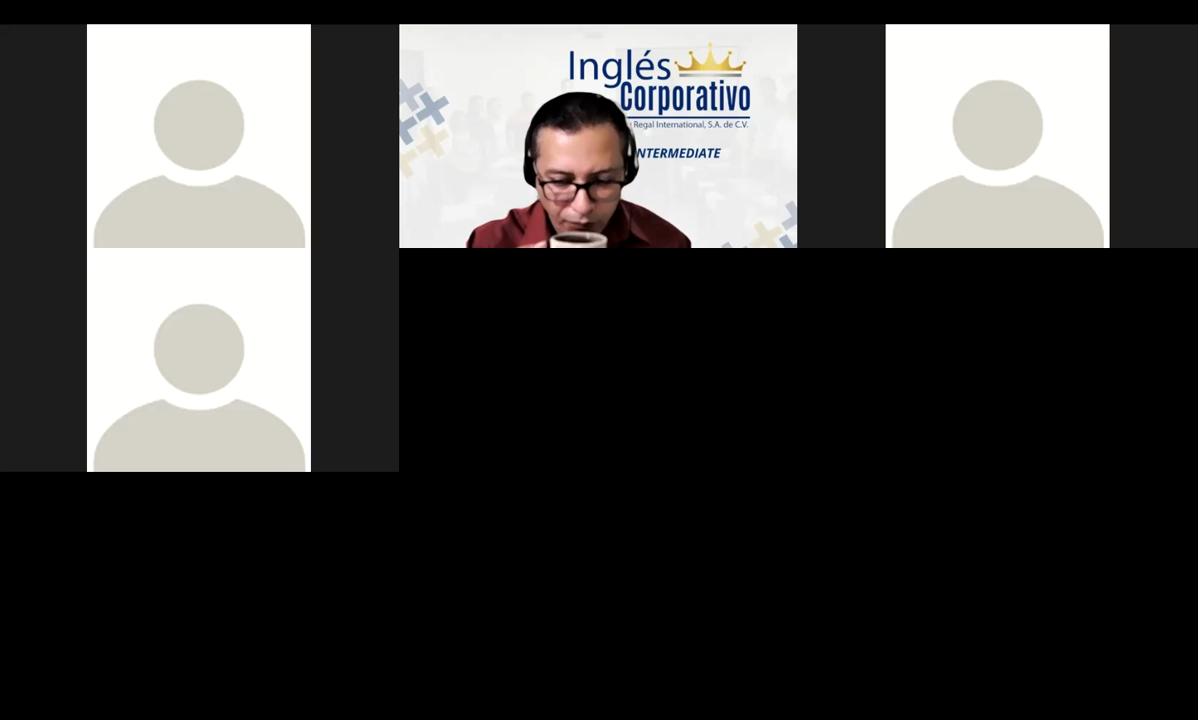 Inglés
Corporativo
Regal International, S.A. de C.V.
INTERMEDIATE